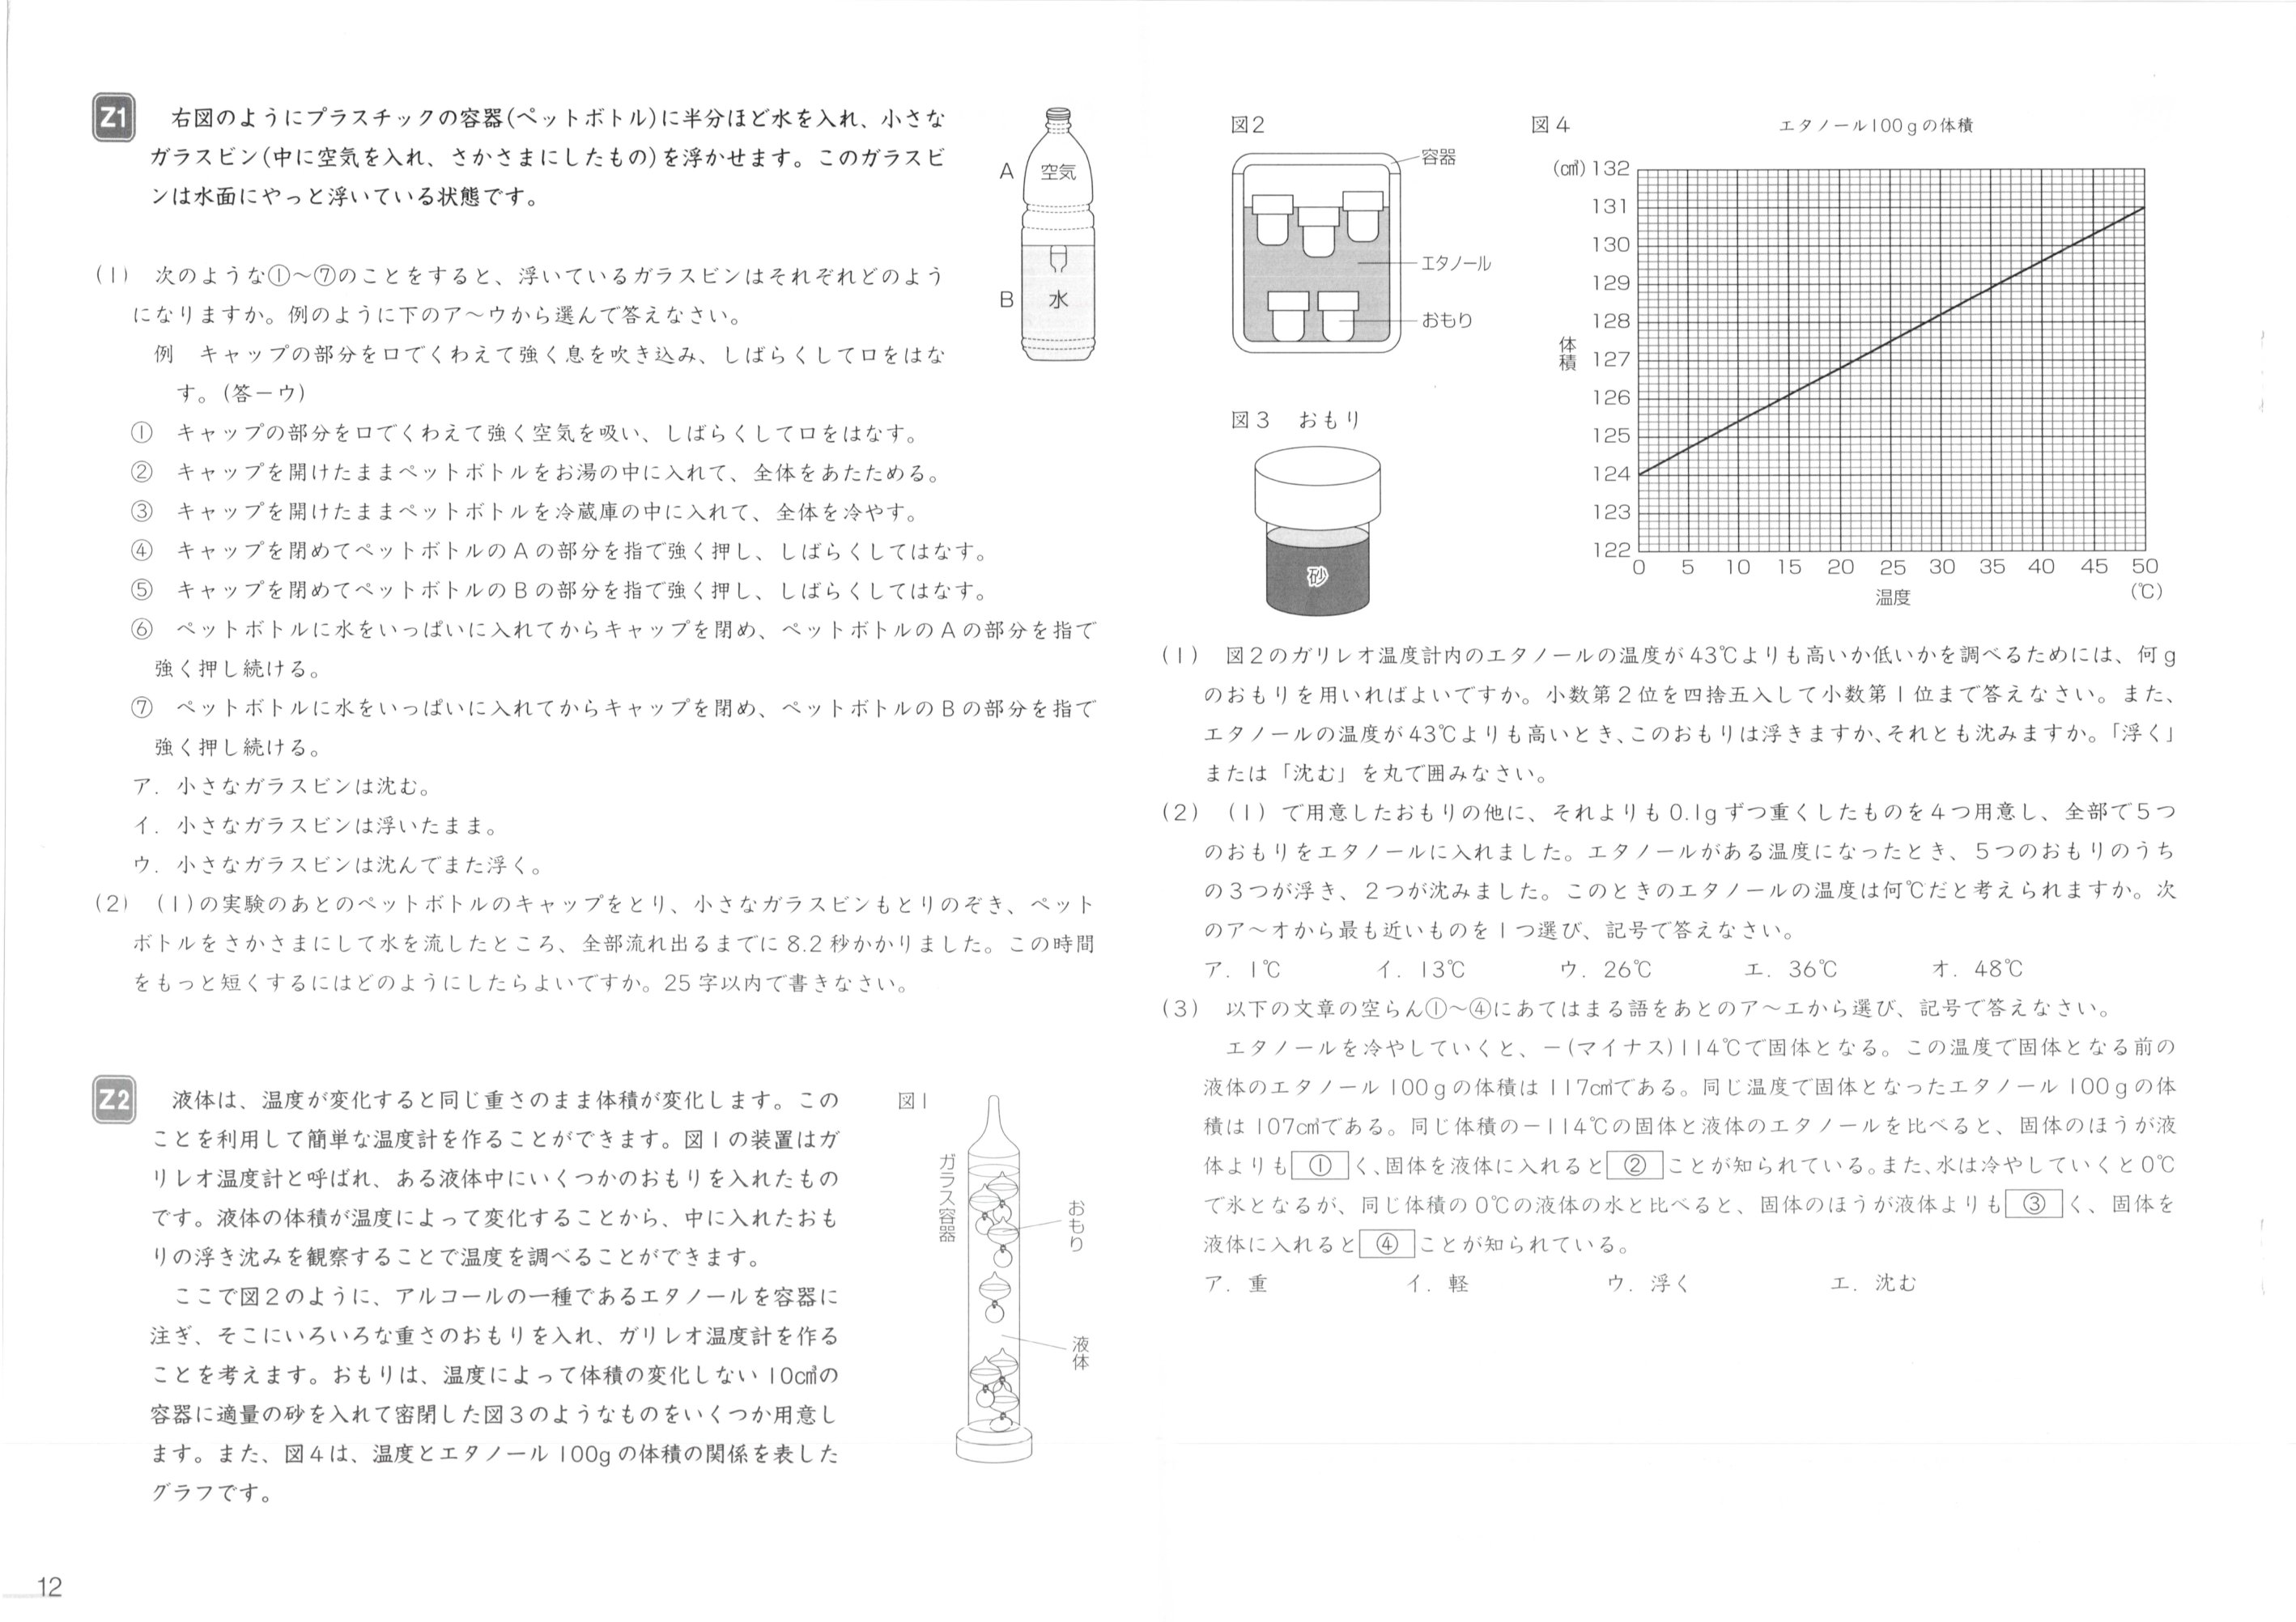 Z1 右図のようにプラスチックの容器(ペットボトル)に半分ほど水を入れ、小さな
ガラスビン(中に空気を入れ、さかさまにしたもの)を浮かせます。このガラスビ
ンは水面にやっと浮いている状態です。
A
空気
B
水
(1) 次のような①～⑦のことをすると、浮いているガラスビンはそれぞれどのよう
になりますか。例のように下のア～ウから選んで答えなさい。
例 キャップの部分を口でくわえて強く息を吹き込み、しばらくして口をはな
す。(答－ウ)
① キャップの部分を口でくわえて強く空気を吸い、しばらくして口をはなす。
② キャップを開けたままペットボトルをお湯の中に入れて、全体をあたためる。
③ キャップを開けたままペットボトルを冷蔵庫の中に入れて、全体を冷やす。
④ キャップを閉めてペットボトルのAの部分を指で強く押し、しばらくしてはなす。
⑤ キャップを閉めてペットボトルのBの部分を指で強く押し、しばらくしてはなす。
⑥ ペットボトルに水をいっぱいに入れてからキャップを閉め、ペットボトルのAの部分を指で
強く押し続ける。
⑦ ペットボトルに水をいっぱいに入れてからキャップを閉め、ペットボトルのBの部分を指で
強く押し続ける。
ア. 小さなガラスビンは沈む。
イ. 小さなガラスビンは浮いたまま。
ウ. 小さなガラスビンは沈んでまた浮く。
(2) (1)の実験のあとのペットボトルのキャップをとり、小さなガラスビンもとりのぞき、ペット
ボトルをさかさまにして水を流したところ、全部流れ出るまでに8.2秒かかりました。この時間
をもっと短くするにはどのようにしたらよいですか。25字以内で書きなさい。
Z2 液体は、温度が変化すると同じ重さのまま体積が変化します。この
ことを利用して簡単な温度計を作ることができます。図1の装置はガ
リレオ温度計と呼ばれ、ある液体中にいくつかのおもりを入れたもの
です。液体の体積が温度によって変化することから、中に入れたおも
りの浮き沈みを観察することで温度を調べることができます。
ここで図2のように、アルコールの一種であるエタノールを容器に
注ぎ、そこにいろいろな重さのおもりを入れ、ガリレオ温度計を作る
ことを考えます。おもりは、温度によって体積の変化しない10cm³の
容器に適量の砂を入れて密閉した図3のようなものをいくつか用意し
ます。また、図4は、温度とエタノール100gの体積の関係を表した
グラフです。
図1
ガラス容器
おもり
液体
12
図2
容器
エタノール
おもり
図3 おもり
砂
図4
エタノール100gの体積
(cm³) 132
131
130
129
128
127
126
125
124
123
122
体積
0 5 10 15 20 25 30 35 40 45 50
温度
(℃)
(1) 図2のガリレオ温度計内のエタノールの温度が43℃よりも高いか低いかを調べるためには、何g
のおもりを用いればよいですか。小数第2位を四捨五入して小数第1位まで答えなさい。また、
エタノールの温度が43℃よりも高いとき、このおもりは浮きますか、それとも沈みますか。「浮く」
または「沈む」を丸で囲みなさい。
(2) (1)で用意したおもりの他に、それよりも0.1gずつ重くしたものを4つ用意し、全部で5つ
のおもりをエタノールに入れました。エタノールがある温度になったとき、5つのおもりのうち
の3つが浮き、2つが沈みました。このときのエタノールの温度は何℃だと考えられますか。次
のア～オから最も近いものを1つ選び、記号で答えなさい。
ア. 1℃ イ. 13℃ ウ. 26℃ エ. 36℃ オ. 48℃
(3) 以下の文章の空らん①～④にあてはまる語をあとのア～エから選び、記号で答えなさい。
エタノールを冷やしていくと、－(マイナス)114℃で固体となる。この温度で固体となる前の
液体のエタノール100gの体積は117cm³である。同じ温度で固体となったエタノール100gの体
積は107cm³である。同じ体積の－114℃の固体と液体のエタノールを比べると、固体のほうが液
体よりも①く、固体を液体に入れると②ことが知られている。また、水は冷やしていくと0℃
で氷となるが、同じ体積の0℃の液体の水と比べると、固体のほうが液体よりも③く、固体を
液体に入れると④ことが知られている。
ア. 重 イ. 軽 ウ. 浮く エ. 沈む